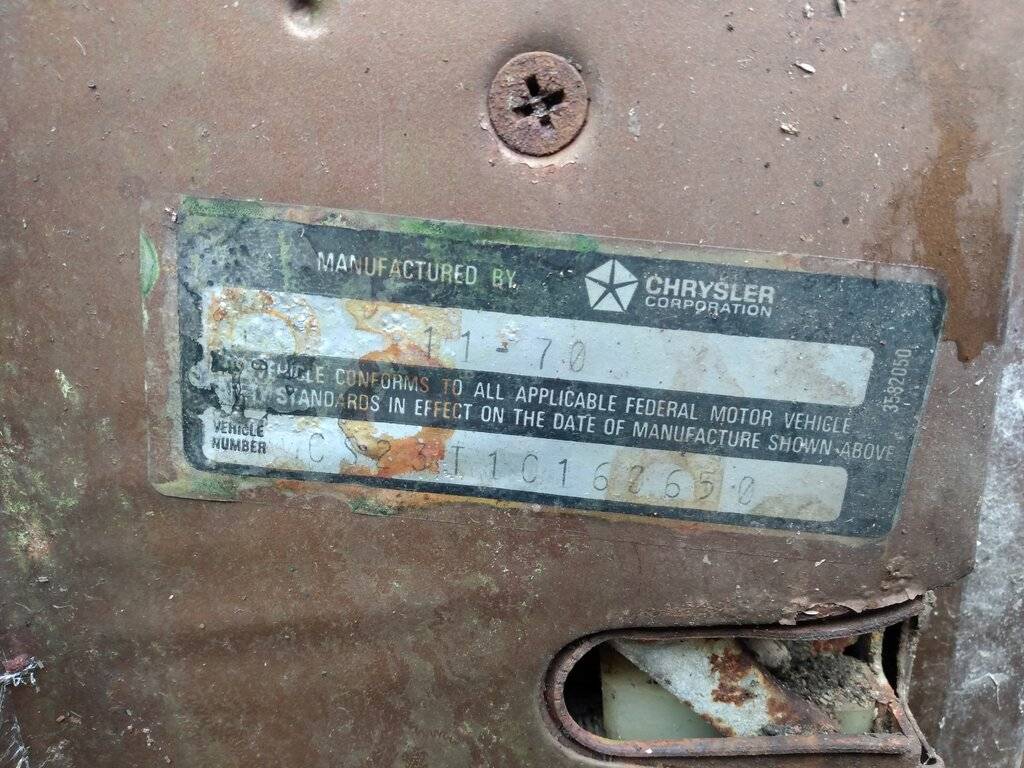 MANUFACTURED BY
CHRYSLER
CORPORATION
11-70
VEHICLE CONFORMS TO ALL APPLICABLE FEDERAL MOTOR VEHICLE
STANDARDS IN EFFECT ON THE DATE OF MANUFACTURE SHOWN ABOVE
VEHICLE
NUMBER
3582050